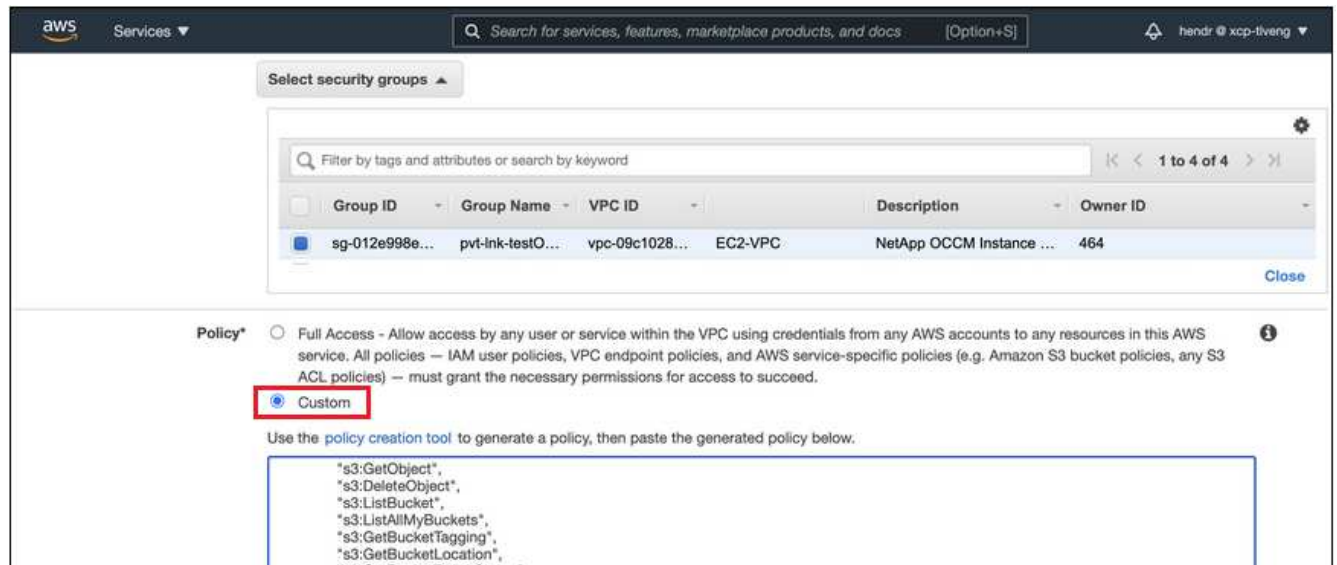 aws Services ▼ Search for services, features, marketplace products, and docs [Option+S] hendr @ xcp-tlveng ▼
Select security groups ▲
Filter by tags and attributes or search by keyword |< < 1 to 4 of 4 > >|
Group ID Group Name VPC ID Description Owner ID
sg-012e998e... pvt-lnk-testO... vpc-09c1028... EC2-VPC NetApp OCCM Instance ... 464
Close
Policy* Full Access - Allow access by any user or service within the VPC using credentials from any AWS accounts to any resources in this AWS
service. All policies — IAM user policies, VPC endpoint policies, and AWS service-specific policies (e.g. Amazon S3 bucket policies, any S3
ACL policies) — must grant the necessary permissions for access to succeed.
Custom
Use the policy creation tool to generate a policy, then paste the generated policy below.
"s3:GetObject",
"s3:DeleteObject",
"s3:ListBucket",
"s3:ListAllMyBuckets",
"s3:GetBucketTagging",
"s3:GetBucketLocation",